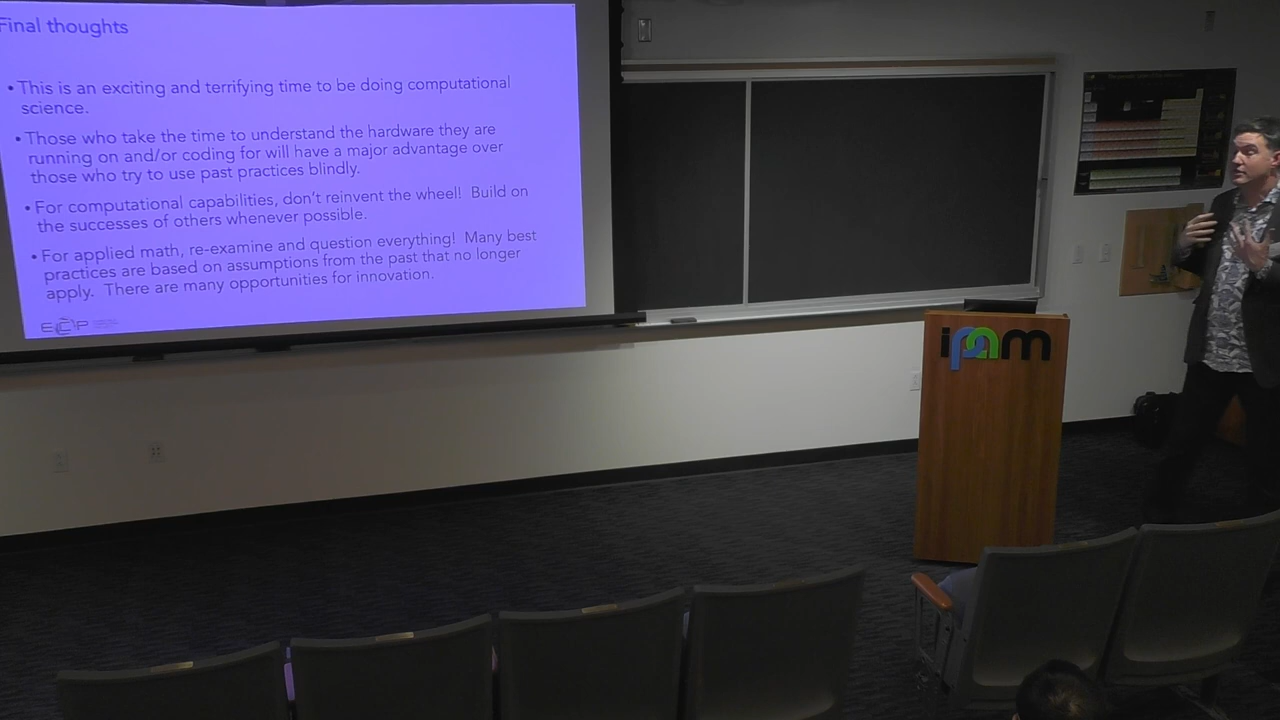 Final thoughts
• This is an exciting and terrifying time to be doing computational
science.
• Those who take the time to understand the hardware they are
running on and/or coding for will have a major advantage over
those who try to use past practices blindly.
• For computational capabilities, don't reinvent the wheel! Build on
the successes of others whenever possible.
• For applied math, re-examine and question everything! Many best
practices are based on assumptions from the past that no longer
apply. There are many opportunities for innovation.
ECP
ipam